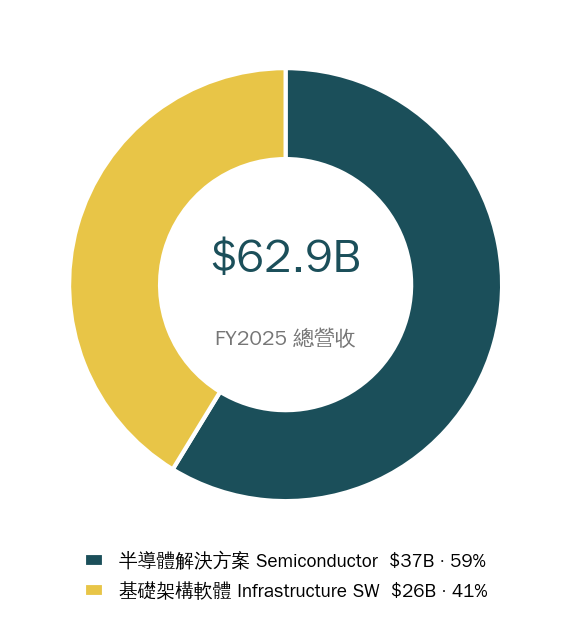 $62.9B
FY2025 總營收
半導體解決方案 Semiconductor $37B · 59%
基礎架構軟體 Infrastructure SW $26B · 41%